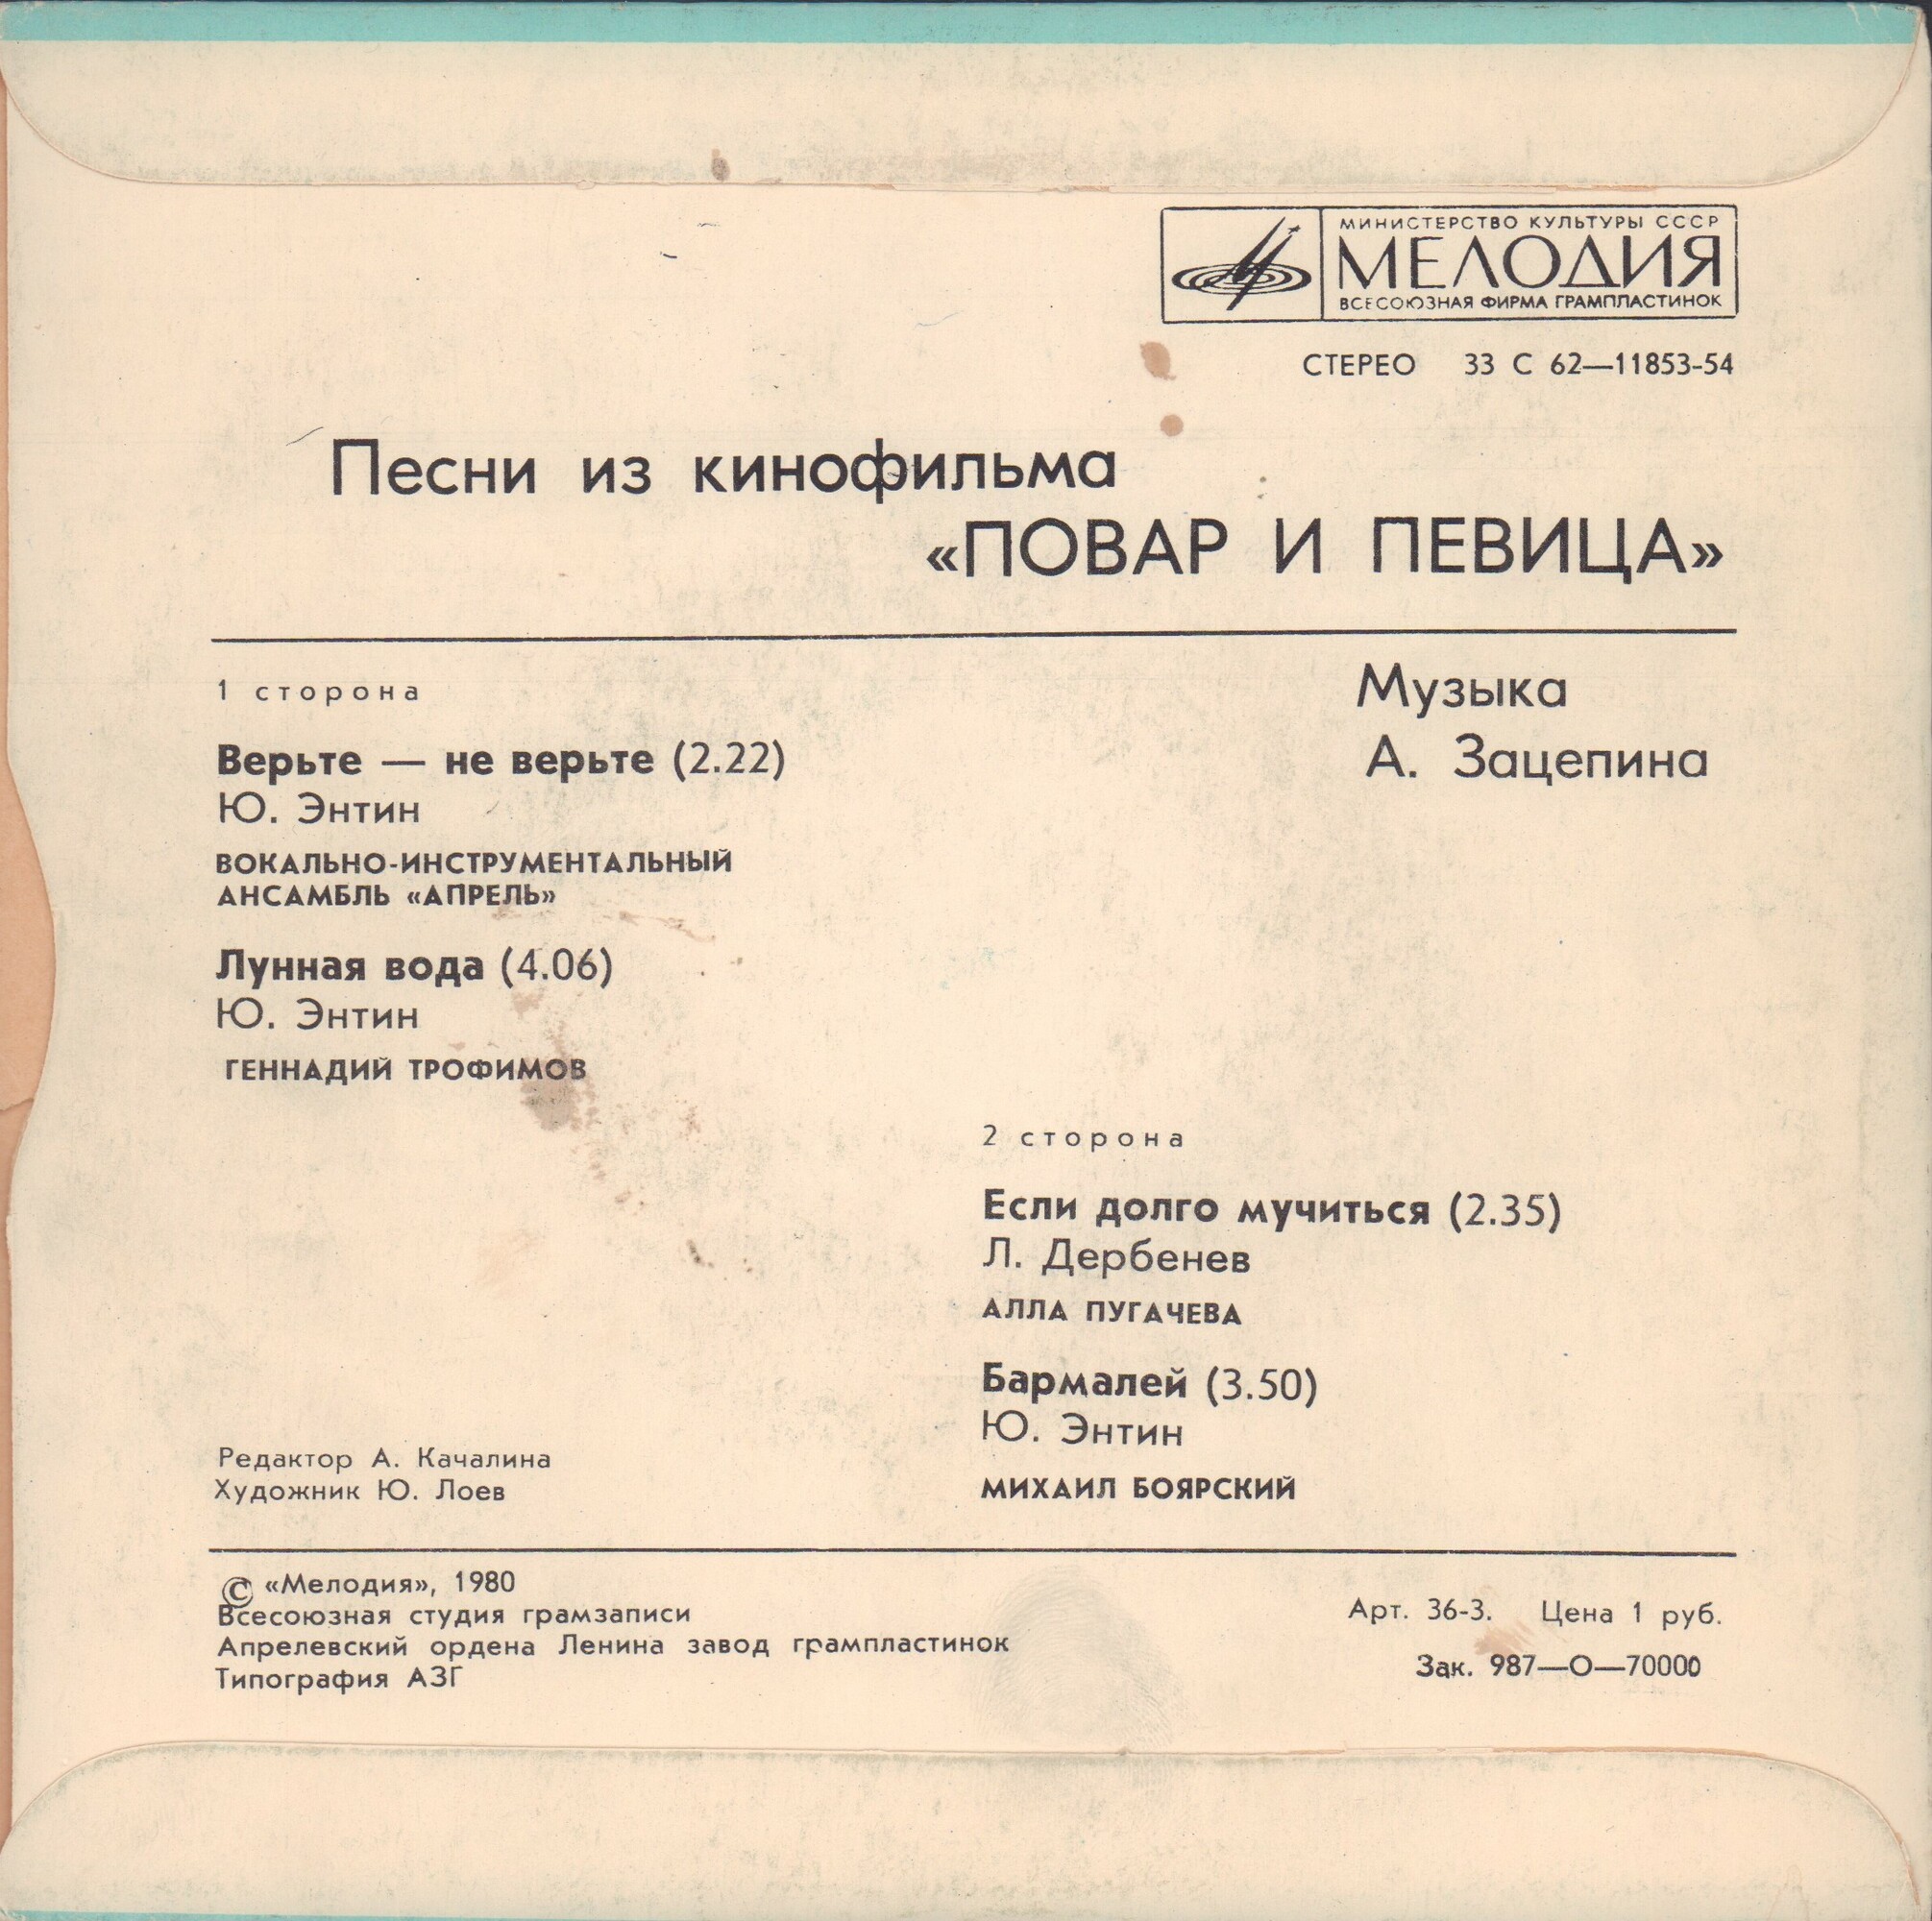 МИНИСТЕРСТВО КУЛЬТУРЫ СССР
МЕЛОДИЯ
ВСЕСОЮЗНАЯ ФИРМА ГРАМПЛАСТИНОК
СТЕРЕО 33 С 62—11853-54
Песни из кинофильма
«ПОВАР И ПЕВИЦА»
Музыка
А. Зацепина
1 сторона
Верьте — не верьте (2.22)
Ю. Энтин
ВОКАЛЬНО-ИНСТРУМЕНТАЛЬНЫЙ
АНСАМБЛЬ «АПРЕЛЬ»
Лунная вода (4.06)
Ю. Энтин
ГЕННАДИЙ ТРОФИМОВ
2 сторона
Если долго мучиться (2.35)
Л. Дербенев
АЛЛА ПУГАЧЕВА
Бармалей (3.50)
Ю. Энтин
МИХАИЛ БОЯРСКИЙ
Редактор А. Качалина
Художник Ю. Лоев
© «Мелодия», 1980
Всесоюзная студия грамзаписи
Апрелевский ордена Ленина завод грампластинок
Типография АЗГ
Арт. 36-3. Цена 1 руб.
Зак. 987—О—70000